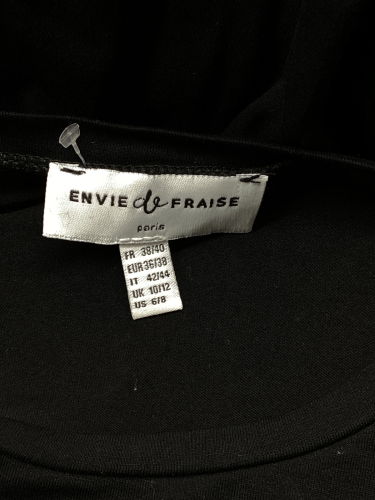 ENVIE de FRAISE
paris
FR 38/40
EUR 36/38
IT 42/44
UK 10/12
US 6/8